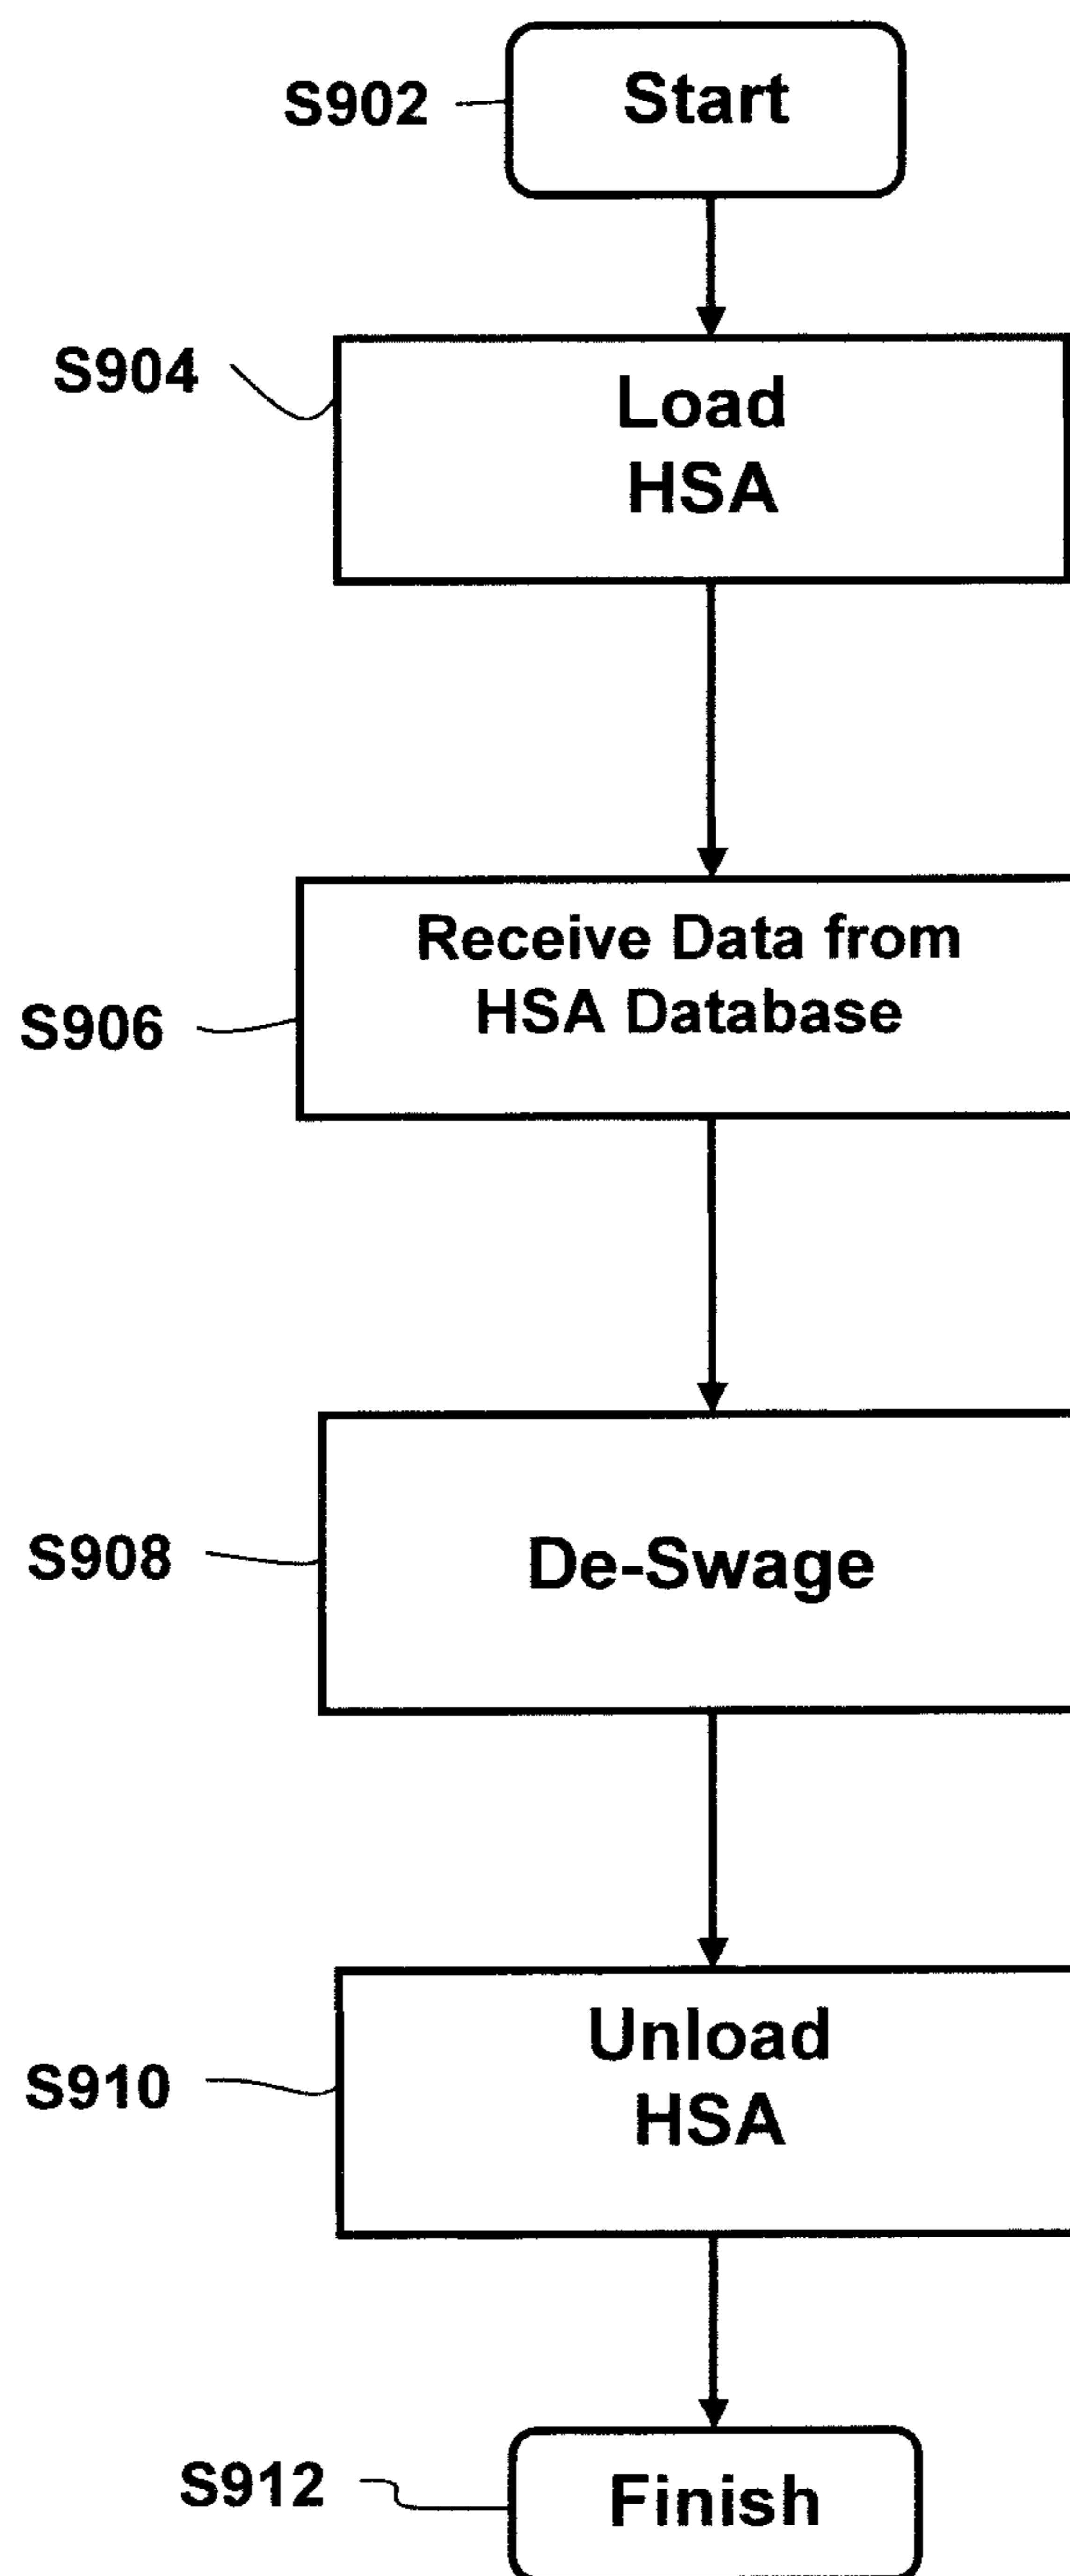 S902
Start
S904
Load
HSA
S906
Receive Data from
HSA Database
S908
De-Swage
S910
Unload
HSA
S912
Finish